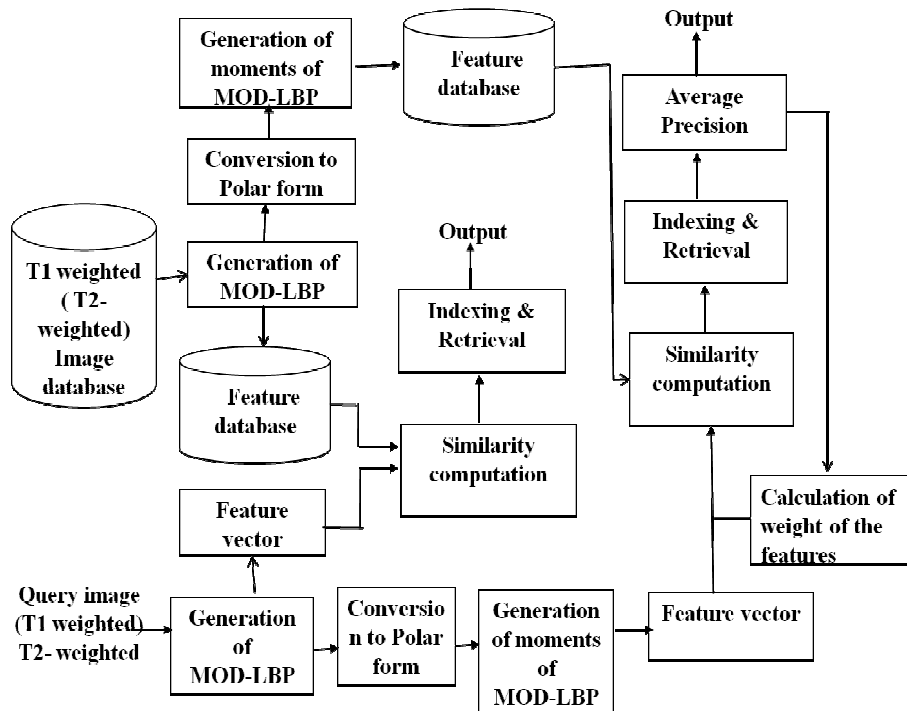 Generation of
moments of
MOD-LBP
Feature
database
Output
Average
Precision
Conversion to
Polar form
Indexing &
Retrieval
T1 weighted
( T2-
weighted)
Image
database
Generation of
MOD-LBP
Output
Indexing &
Retrieval
Similarity
computation
Feature
database
Similarity
computation
Feature
vector
Calculation of
weight of the
features
Query image
(T1 weighted)
T2- weighted
Generation
of
MOD-LBP
Conversio
n to Polar
form
Generation
of moments
of
MOD-LBP
Feature vector